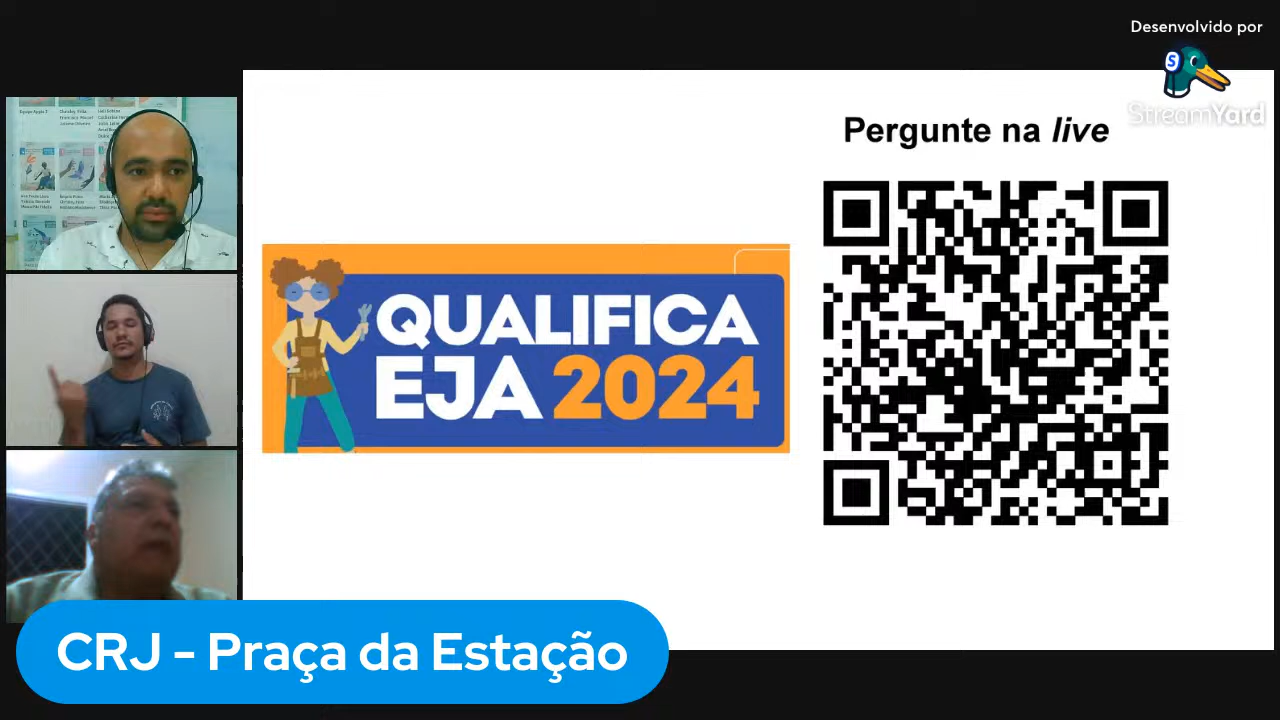 Desenvolvido por
S
StreamYard
Pergunte na live
QUALIFICA
EJA 2024
CRJ - Praça da Estação